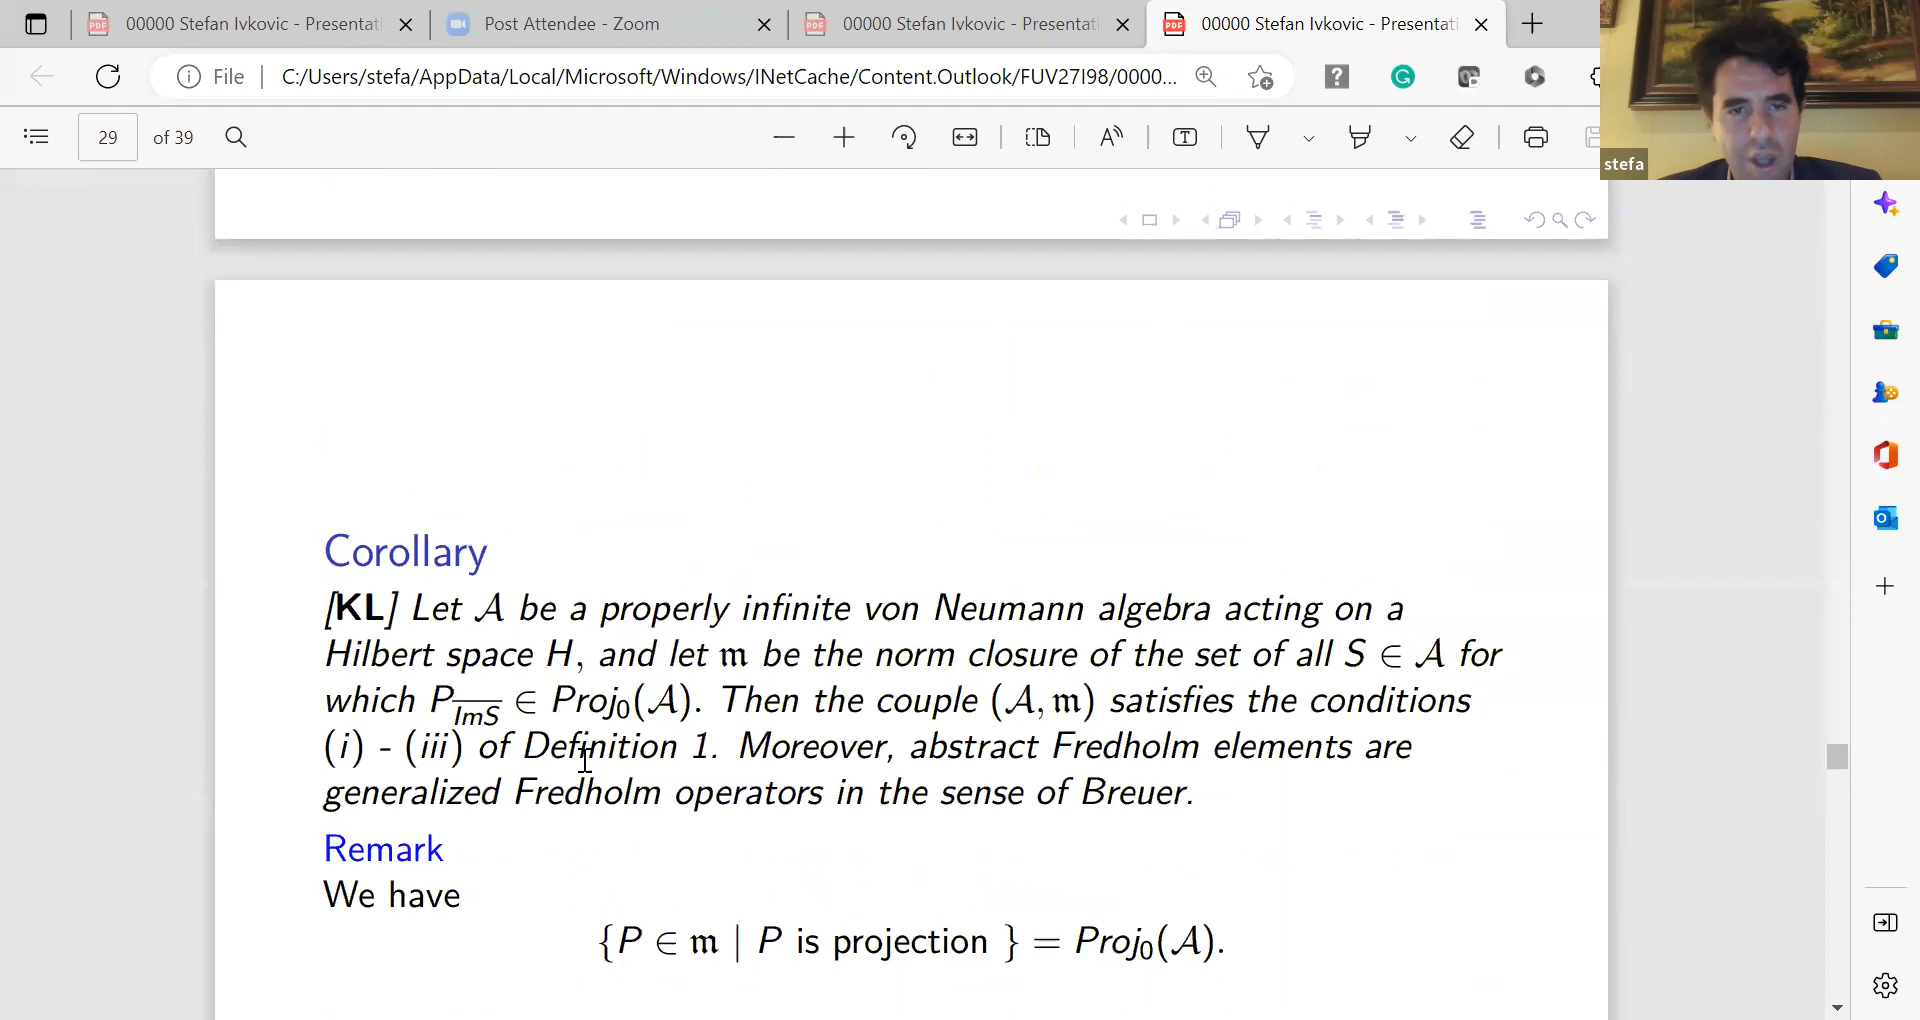 00000 Stefan Ivkovic - Presentati
Post Attendee - Zoom
00000 Stefan Ivkovic - Presentati
00000 Stefan Ivkovic - Presentati
File
C:/Users/stefa/AppData/Local/Microsoft/Windows/INetCache/Content.Outlook/FUV27I98/0000...
29 of 39
stefa
Corollary
[KL] Let 𝒜 be a properly infinite von Neumann algebra acting on a
Hilbert space H, and let 𝔪 be the norm closure of the set of all S ∈ 𝒜 for
which P_{\overline{ImS}} ∈ Proj₀(𝒜). Then the couple (𝒜, 𝔪) satisfies the conditions
(i) - (iii) of Definition 1. Moreover, abstract Fredholm elements are
generalized Fredholm operators in the sense of Breuer.
Remark
We have
{P ∈ 𝔪 | P is projection } = Proj₀(𝒜).